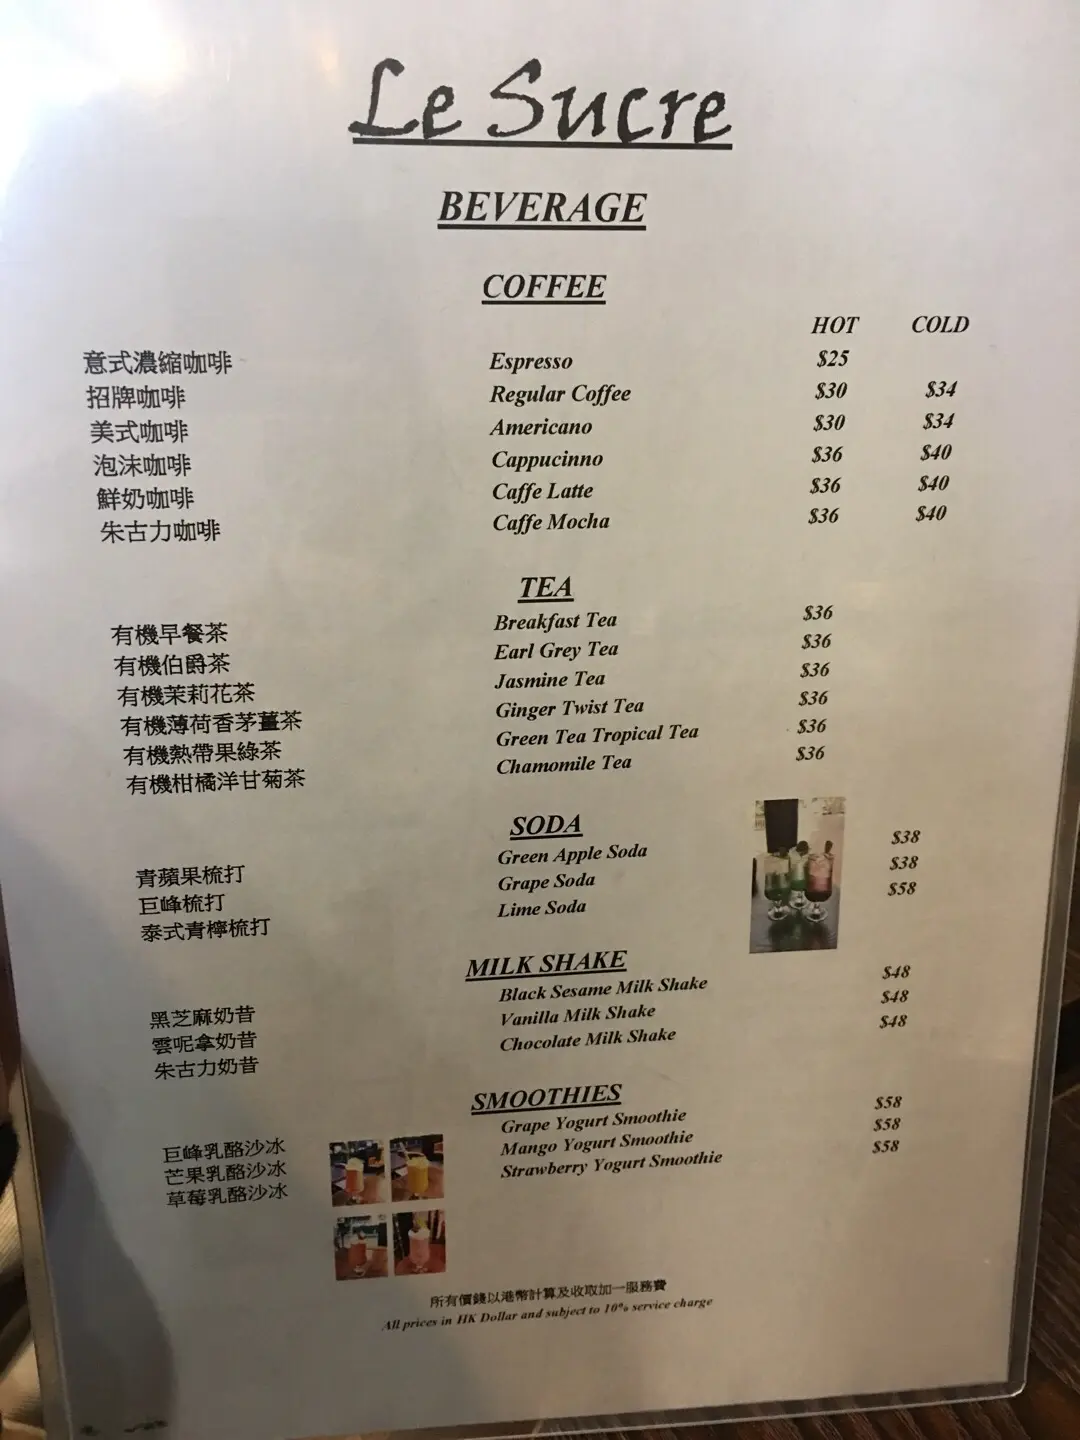 Le Sucre
BEVERAGE
COFFEE
HOT COLD
意式濃縮咖啡 Espresso $25
招牌咖啡 Regular Coffee $30 $34
美式咖啡 Americano $30 $34
泡沫咖啡 Cappucinno $36 $40
鮮奶咖啡 Caffe Latte $36 $40
朱古力咖啡 Caffe Mocha $36 $40
TEA
有機早餐茶 Breakfast Tea $36
有機伯爵茶 Earl Grey Tea $36
有機茉莉花茶 Jasmine Tea $36
有機薄荷香茅薑茶 Ginger Twist Tea $36
有機熱帶果綠茶 Green Tea Tropical Tea $36
有機柑橘洋甘菊茶 Chamomile Tea $36
SODA
青蘋果梳打 Green Apple Soda $38
巨峰梳打 Grape Soda $38
泰式青檸梳打 Lime Soda $58
MILK SHAKE
黑芝麻奶昔 Black Sesame Milk Shake $48
雲呢拿奶昔 Vanilla Milk Shake $48
朱古力奶昔 Chocolate Milk Shake $48
SMOOTHIES
巨峰乳酪沙冰 Grape Yogurt Smoothie $58
芒果乳酪沙冰 Mango Yogurt Smoothie $58
草莓乳酪沙冰 Strawberry Yogurt Smoothie $58
所有價錢以港幣計算及收取加一服務費
All prices in HK Dollar and subject to 10% service charge